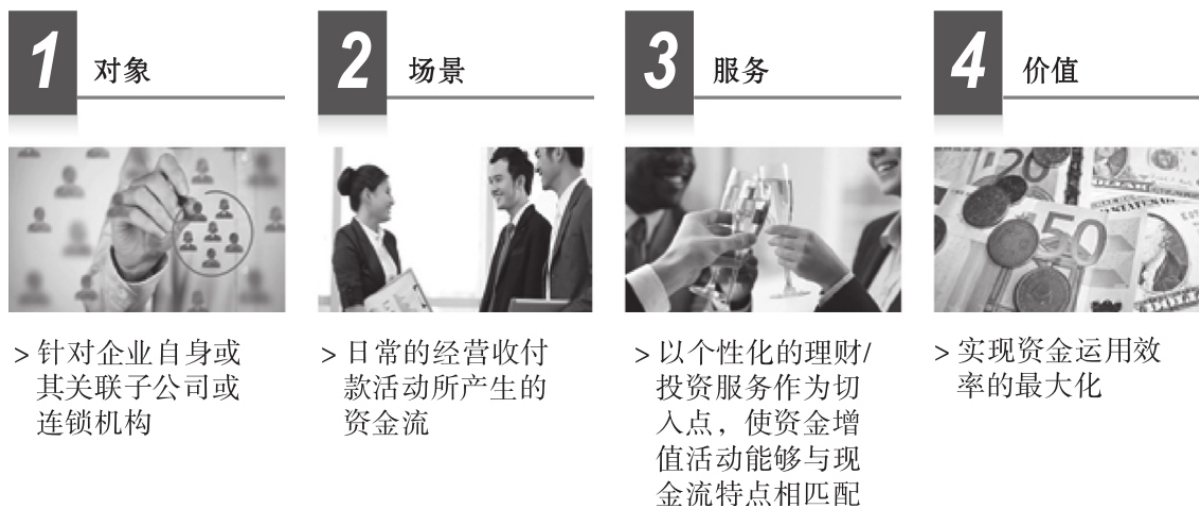 1 对象
2 场景
3 服务
4 价值
20
50
> 针对企业自身或
其关联子公司或
连锁机构
> 日常的经营收付
款活动所产生的
资金流
> 以个性化的理财/
投资服务作为切
入点，使资金增
值活动能够与现
金流特点相匹配
> 实现资金运用效
率的最大化